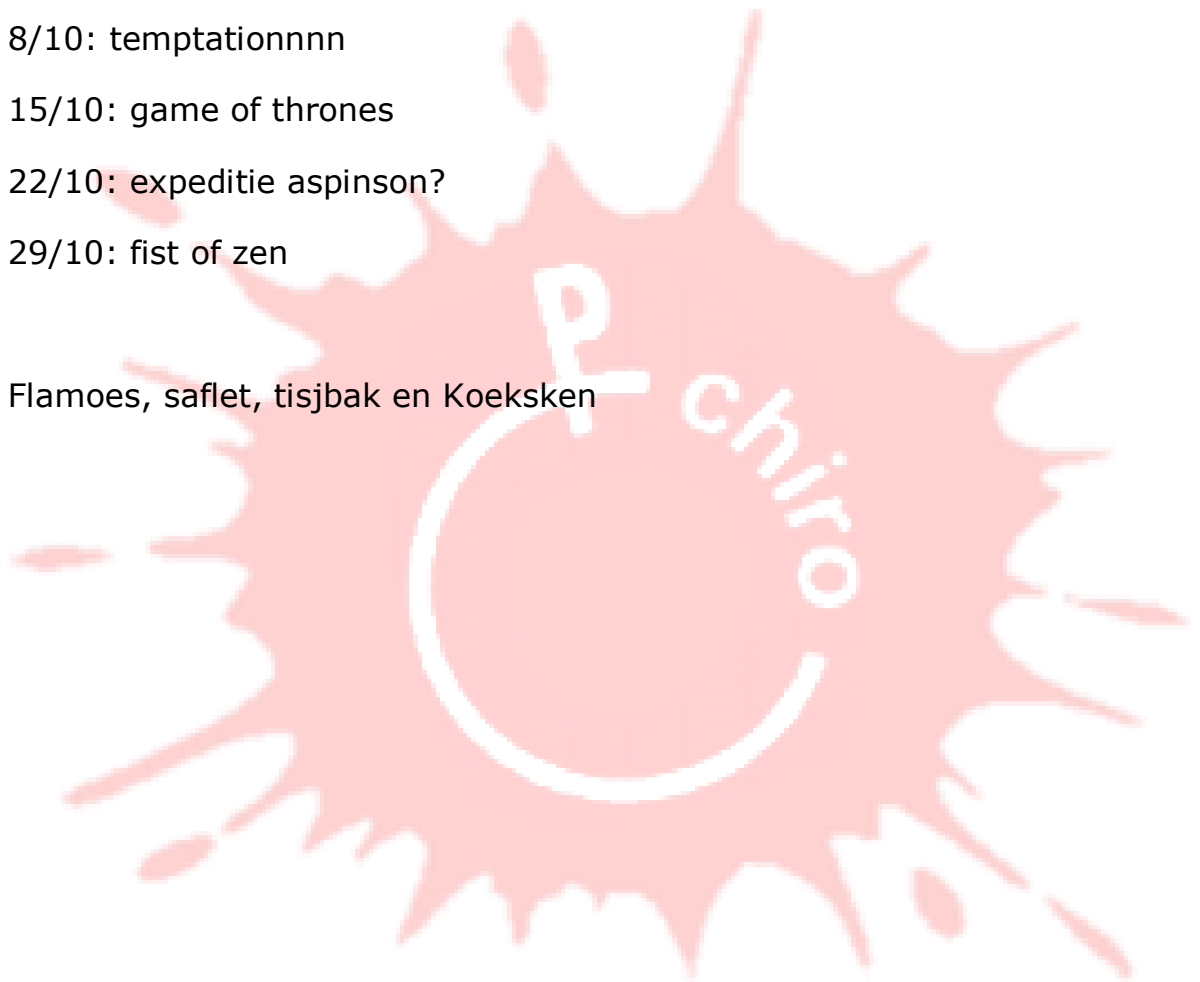 8/10: temptationnnn
15/10: game of thrones
22/10: expeditie aspinson?
29/10: fist of zen
Flamoes, saflet, tisjbak en Koeksken
chiro